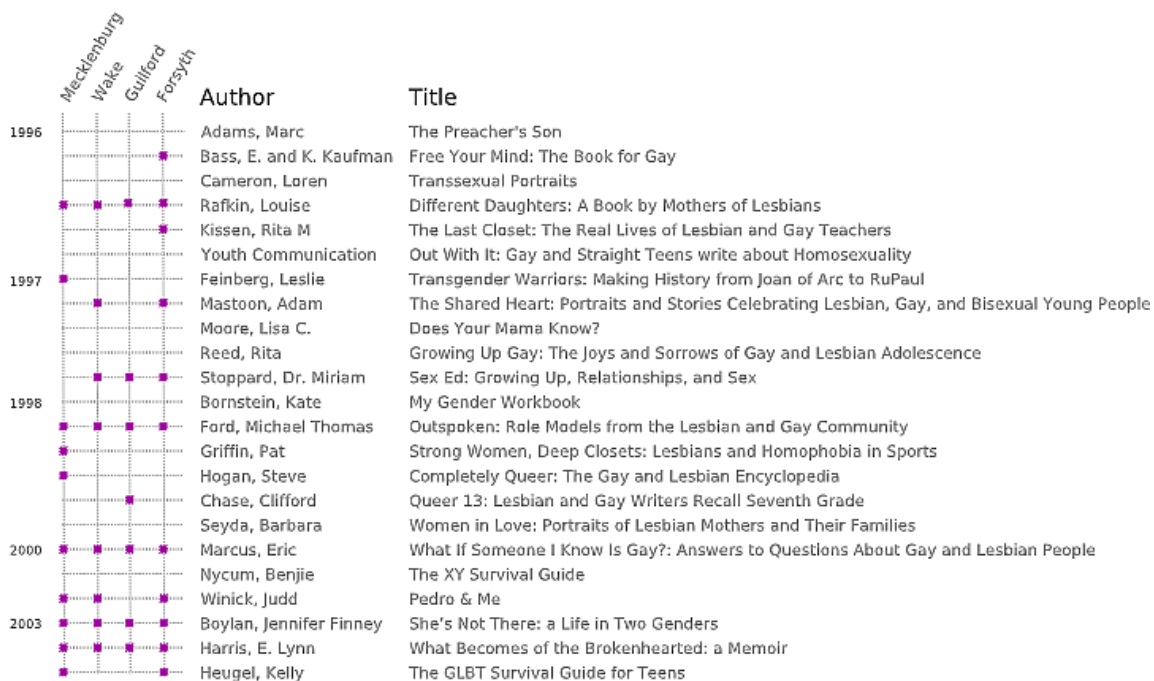 Mecklenburg Wake Guilford Forsyth
Author Title
1996 Adams, Marc The Preacher's Son
Bass, E. and K. Kaufman Free Your Mind: The Book for Gay
Cameron, Loren Transsexual Portraits
Rafkin, Louise Different Daughters: A Book by Mothers of Lesbians
Kissen, Rita M The Last Closet: The Real Lives of Lesbian and Gay Teachers
Youth Communication Out With It: Gay and Straight Teens write about Homosexuality
1997 Feinberg, Leslie Transgender Warriors: Making History from Joan of Arc to RuPaul
Mastoon, Adam The Shared Heart: Portraits and Stories Celebrating Lesbian, Gay, and Bisexual Young People
Moore, Lisa C. Does Your Mama Know?
Reed, Rita Growing Up Gay: The Joys and Sorrows of Gay and Lesbian Adolescence
Stoppard, Dr. Miriam Sex Ed: Growing Up, Relationships, and Sex
1998 Bornstein, Kate My Gender Workbook
Ford, Michael Thomas Outspoken: Role Models from the Lesbian and Gay Community
Griffin, Pat Strong Women, Deep Closets: Lesbians and Homophobia in Sports
Hogan, Steve Completely Queer: The Gay and Lesbian Encyclopedia
Chase, Clifford Queer 13: Lesbian and Gay Writers Recall Seventh Grade
Seyda, Barbara Women in Love: Portraits of Lesbian Mothers and Their Families
2000 Marcus, Eric What If Someone I Know Is Gay?: Answers to Questions About Gay and Lesbian People
Nycum, Benjie The XY Survival Guide
Winick, Judd Pedro & Me
2003 Boylan, Jennifer Finney She's Not There: a Life in Two Genders
Harris, E. Lynn What Becomes of the Brokenhearted: a Memoir
Heugel, Kelly The GLBT Survival Guide for Teens